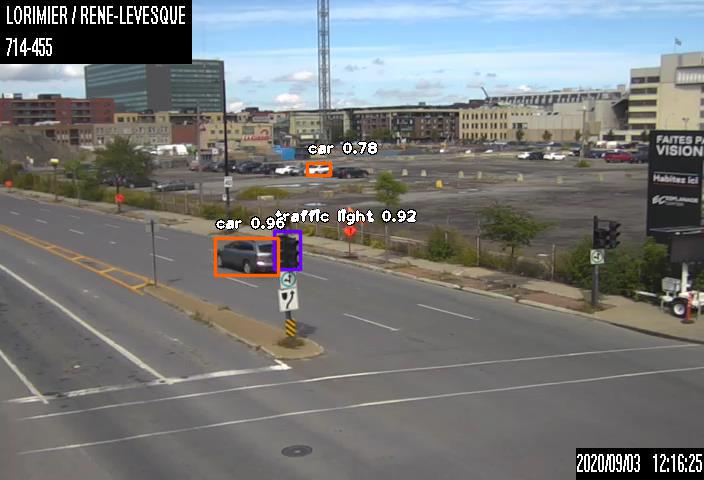 LORIMIER / RENE-LEVESQUE
714-455
car 0.78
car 0.96
traffic light 0.92
FAITES P
VISION
Habitez ici
ESPLANADE
2020/09/03 12:16:25